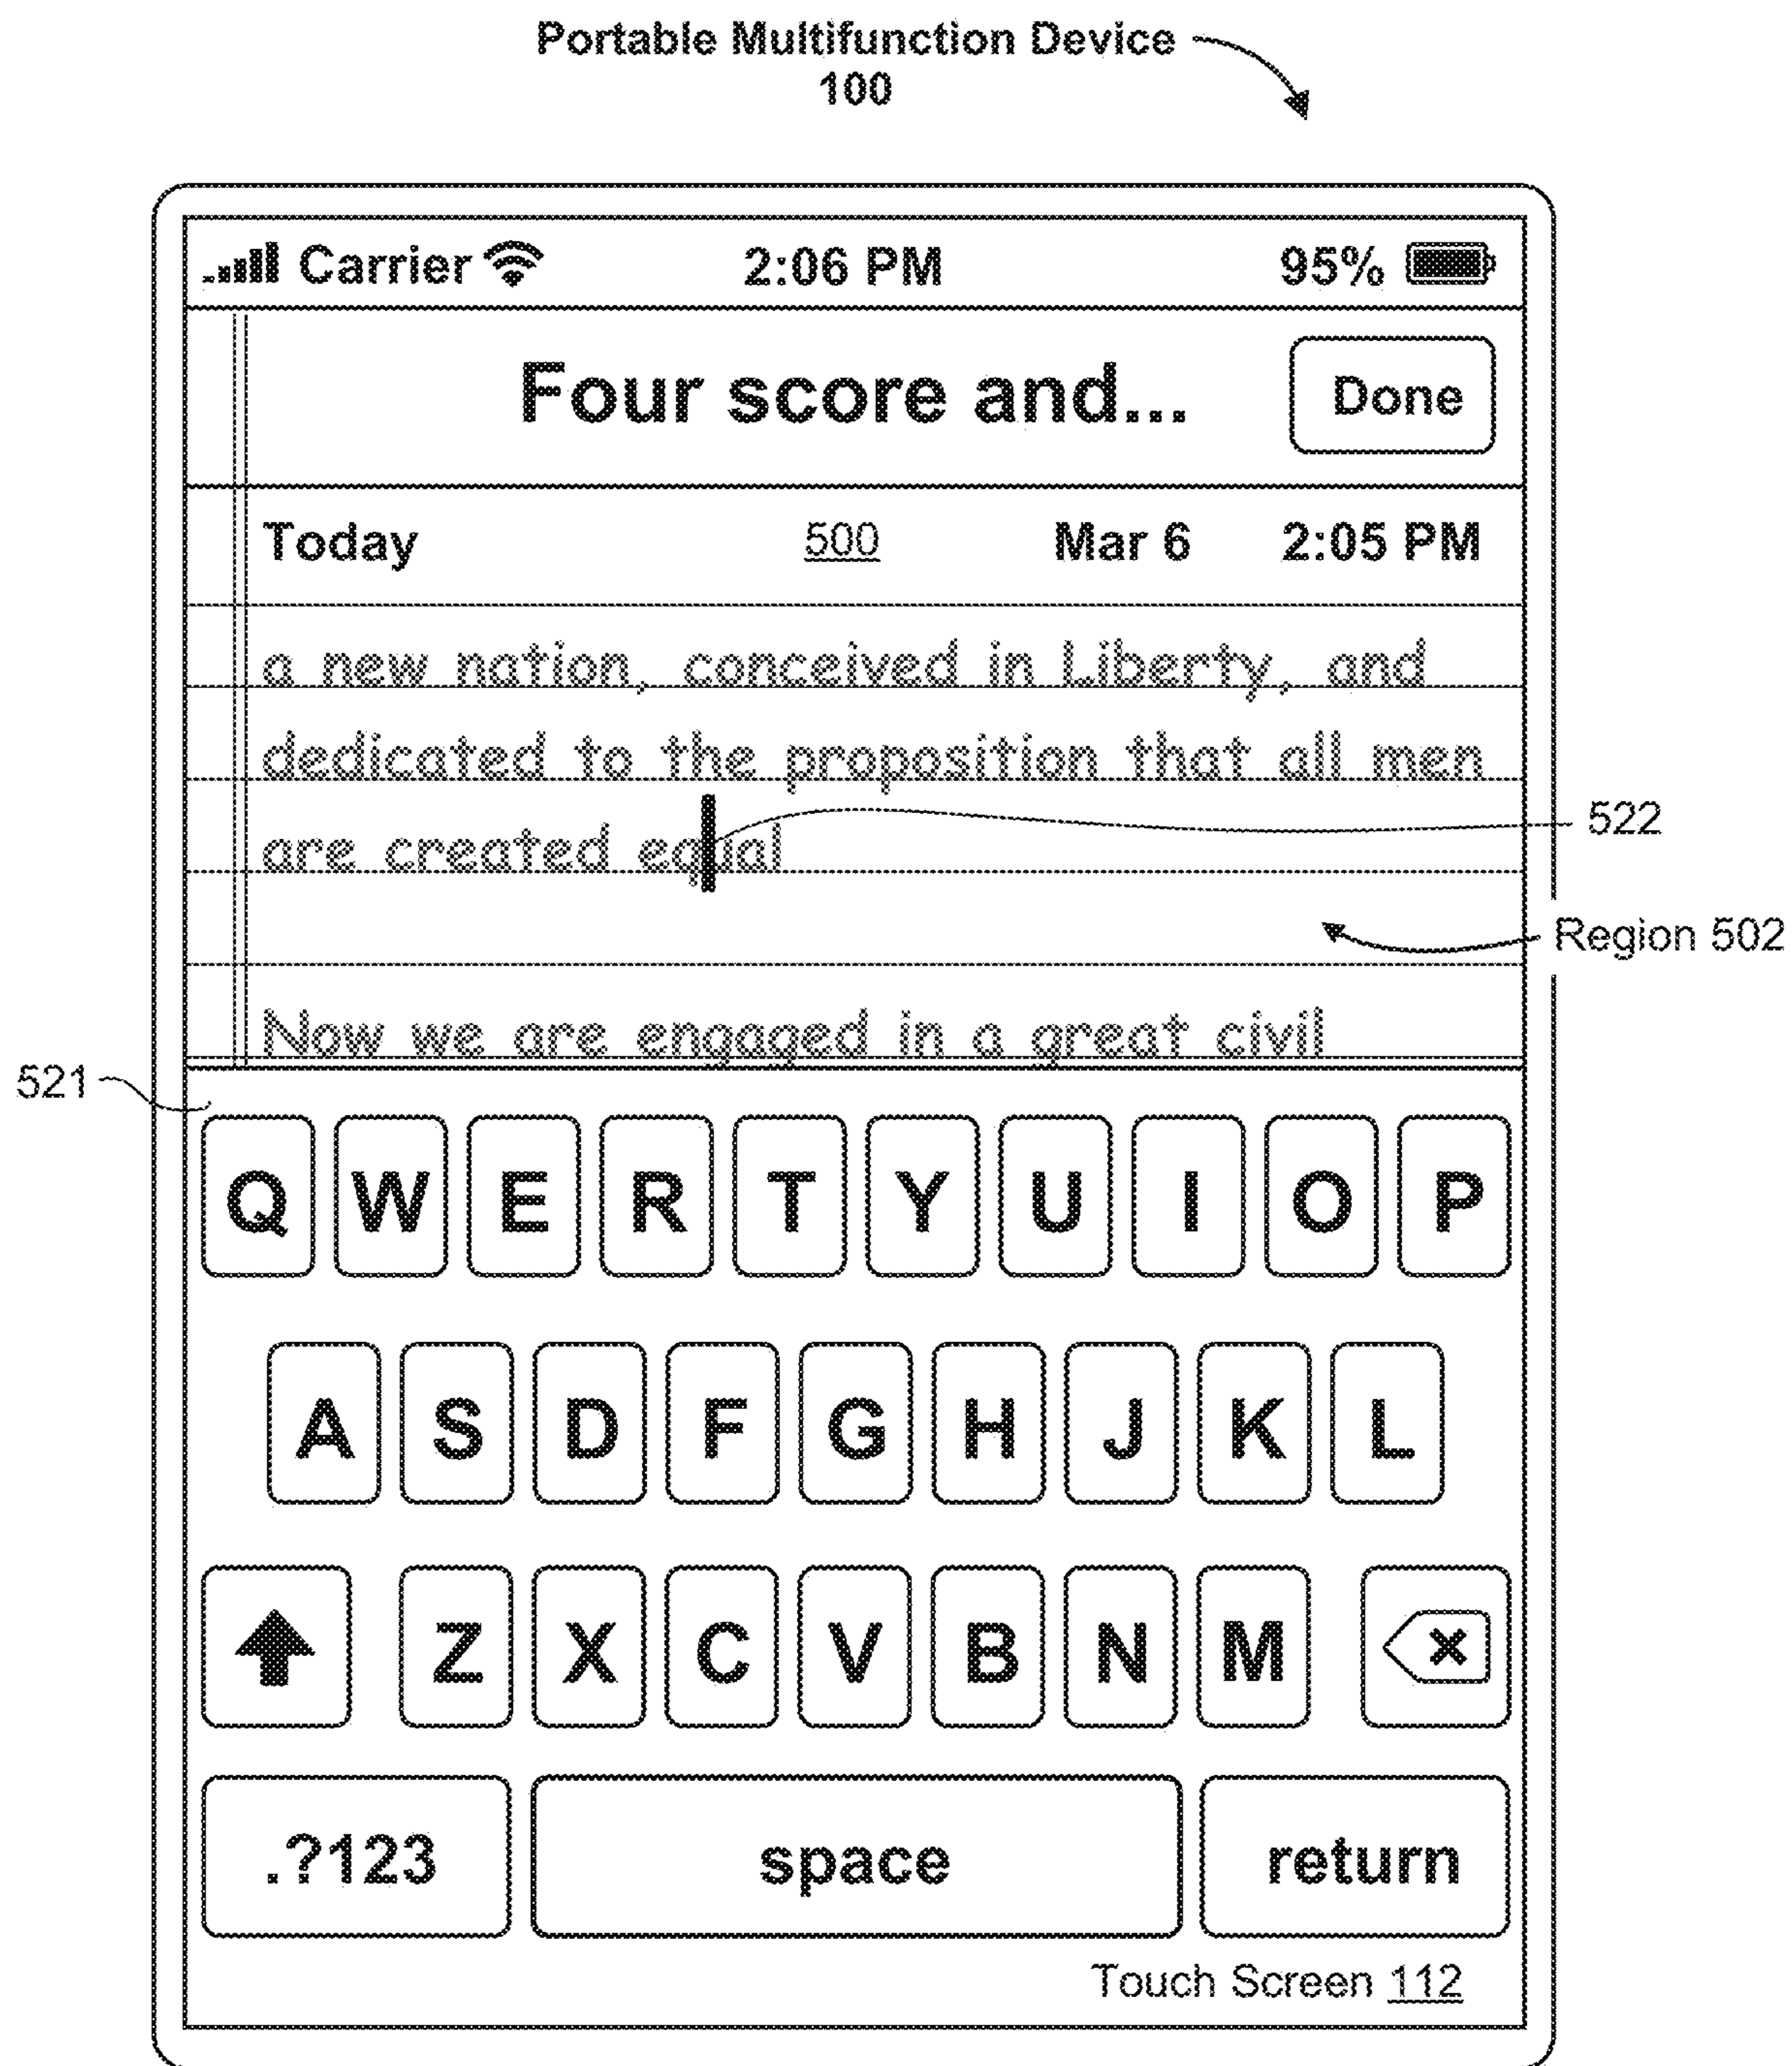 Portable Multifunction Device
100
Carrier 2:06 PM 95%
Four score and... Done
Today 500 Mar 6 2:05 PM
a new nation, conceived in Liberty, and
dedicated to the proposition that all men
are created equal
522
Region 502
Now we are engaged in a great civil
521
Q W E R T Y U I O P
A S D F G H J K L
Z X C V B N M
.?123 space return
Touch Screen 112